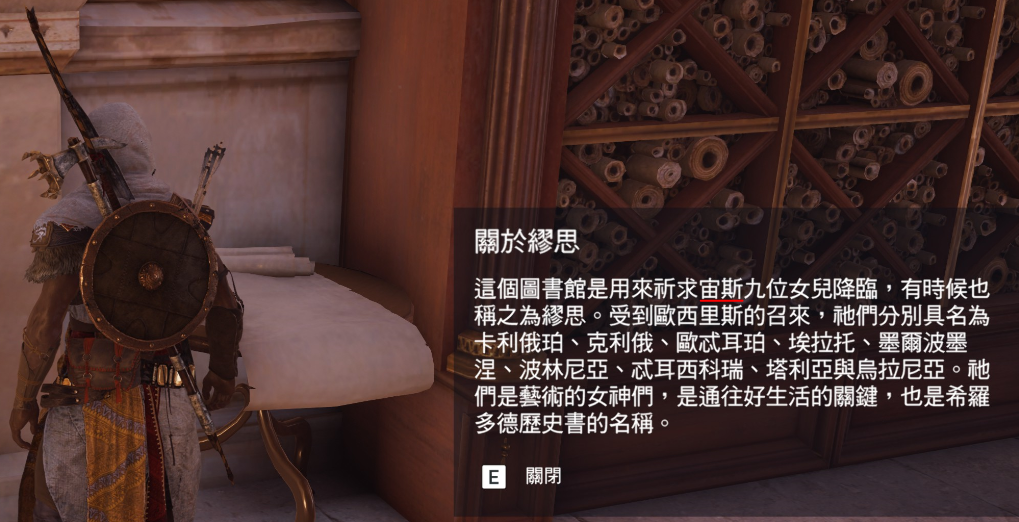 關於繆思
這個圖書館是用來祈求宙斯九位女兒降臨，有時候也
稱之為繆思。受到歐西里斯的召來，祂們分別具名為
卡利俄珀、克利俄、歐忒耳珀、埃拉托、墨爾波墨
涅、波林尼亞、忒耳西科瑞、塔利亞與烏拉尼亞。祂
們是藝術的女神們，是通往好生活的關鍵，也是希羅
多德歷史書的名稱。
E 關閉